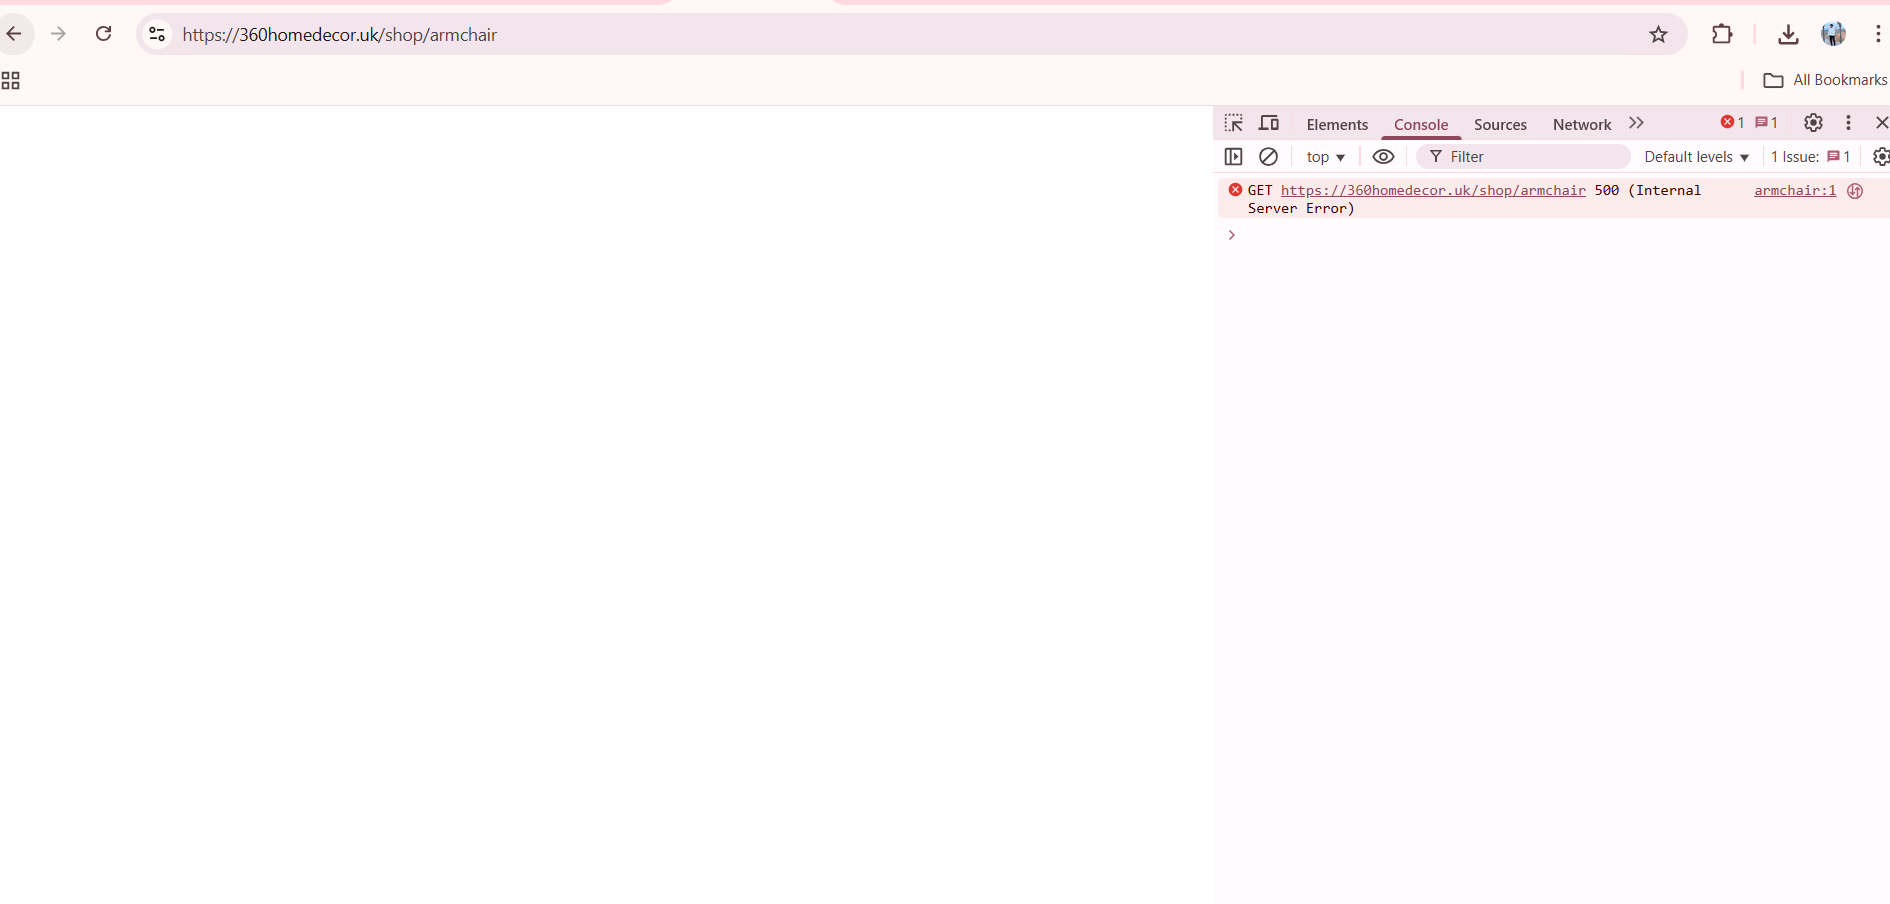 https://360homedecor.uk/shop/armchair
All Bookmarks
Elements Console Sources Network 1 1
top Filter Default levels 1 Issue: 1
GET https://360homedecor.uk/shop/armchair 500 (Internal armchair:1
Server Error)